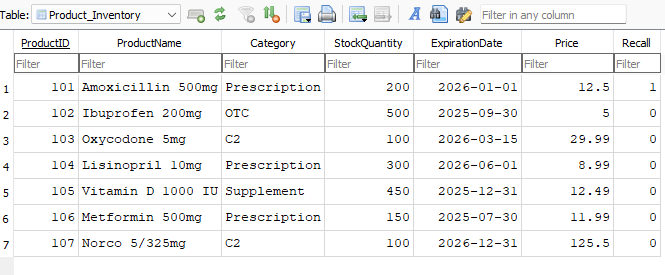 Table: Product_Inventory Filter in any column
ProductID ProductName Category StockQuantity ExpirationDate Price Recall
Filter Filter Filter Filter Filter Filter Filter
1 101 Amoxicillin 500mg Prescription 200 2026-01-01 12.5 1
2 102 Ibuprofen 200mg OTC 500 2025-09-30 5 0
3 103 Oxycodone 5mg C2 100 2026-03-15 29.99 0
4 104 Lisinopril 10mg Prescription 300 2026-06-01 8.99 0
5 105 Vitamin D 1000 IU Supplement 450 2025-12-31 12.49 0
6 106 Metformin 500mg Prescription 150 2025-07-30 11.99 0
7 107 Norco 5/325mg C2 100 2026-12-31 125.5 0